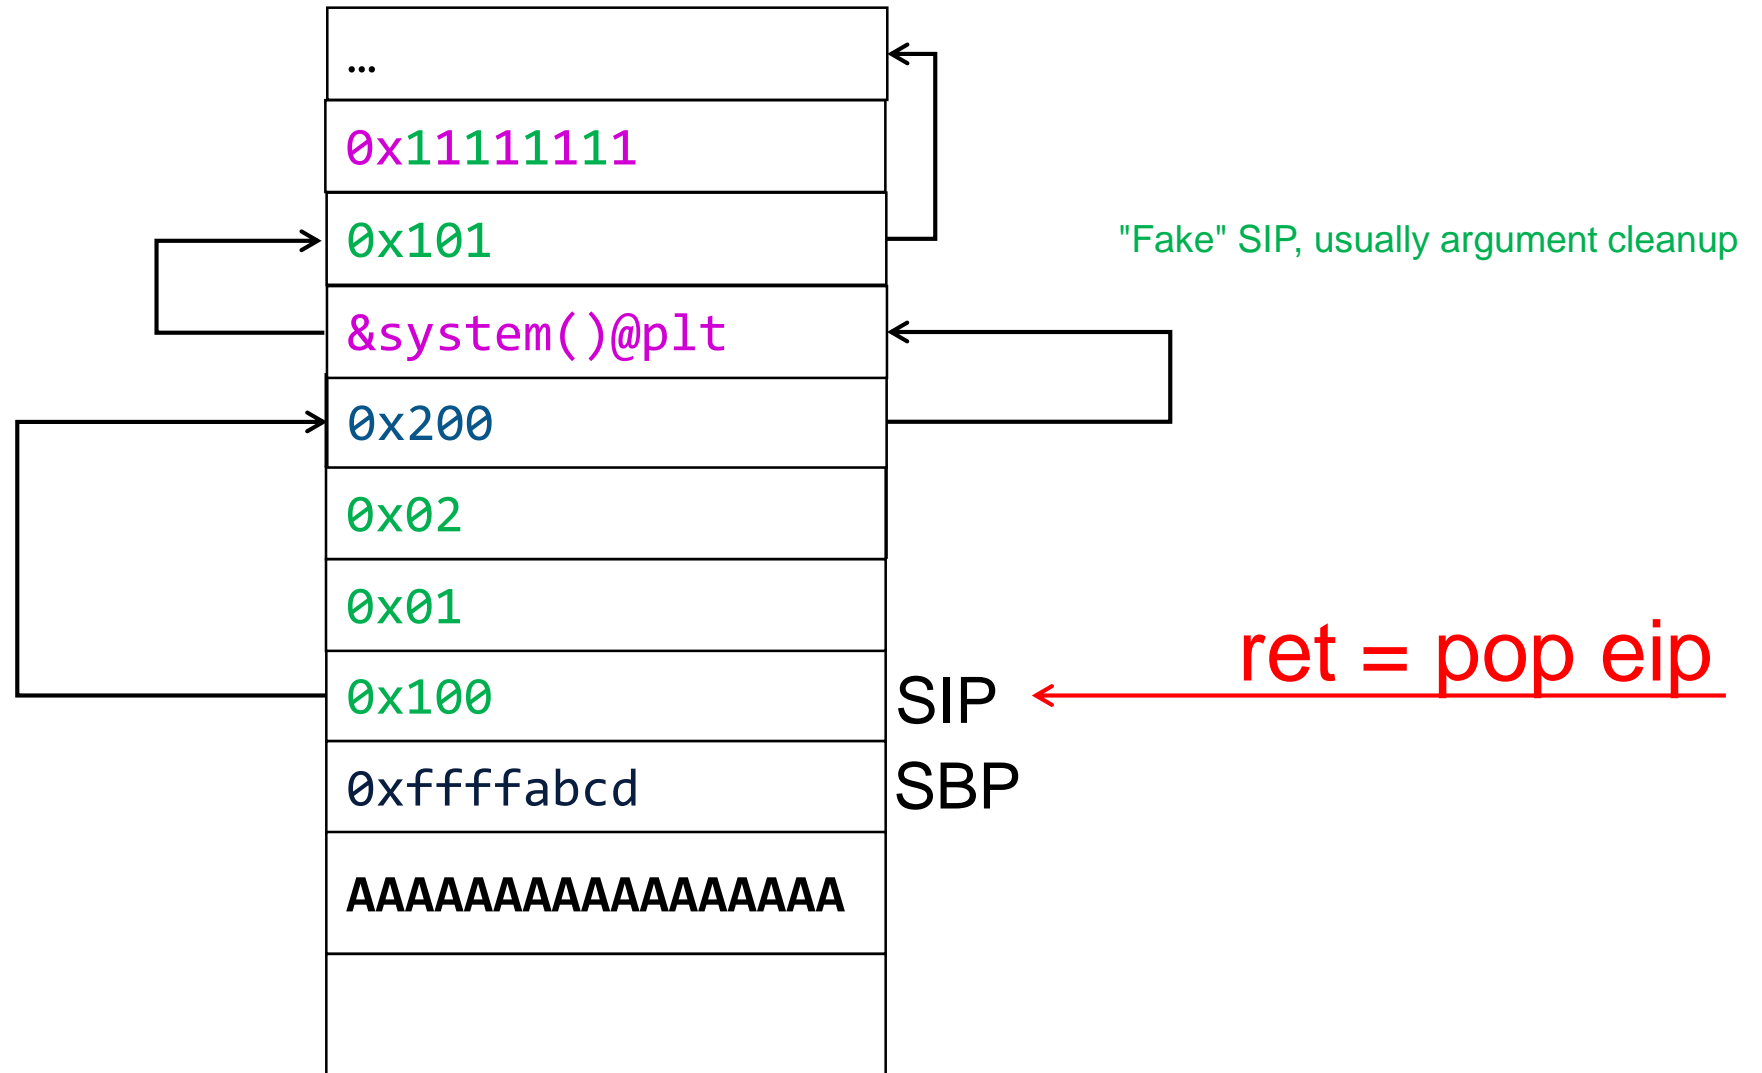 …
0x11111111
0x101
"Fake" SIP, usually argument cleanup
&system()@plt
0x200
0x02
0x01
ret = pop eip
0x100
SIP
0xffffabcd
SBP
AAAAAAAAAAAAAAAAA